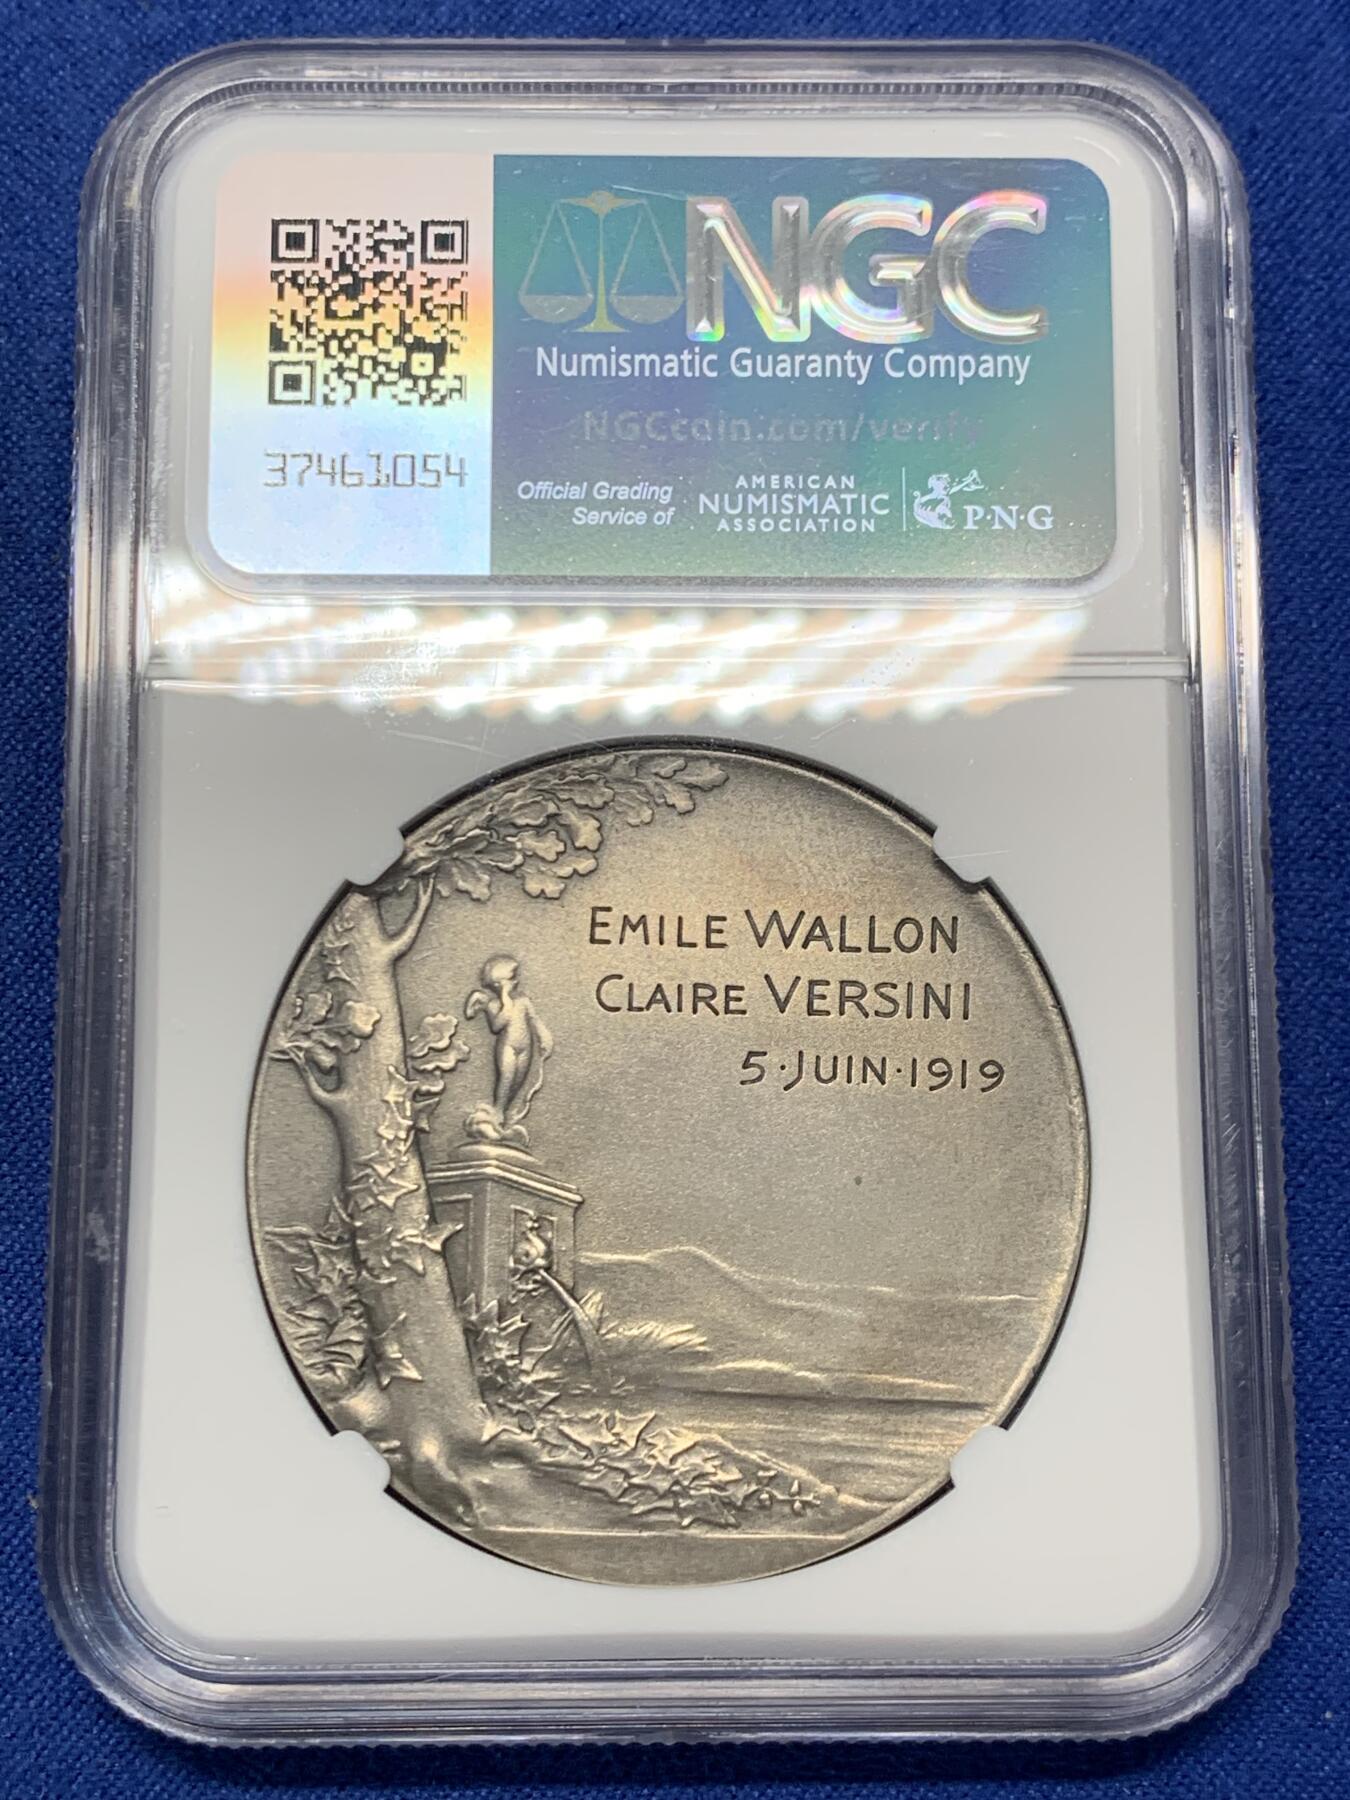 NGC
Numismatic Guaranty Company
NGCcoin.com/verify
37461054
Official Grading
Service of
AMERICAN
NUMISMATIC
ASSOCIATION
P·N·G
EMILE WALLON
CLAIRE VERSINI
5·JUIN·1919